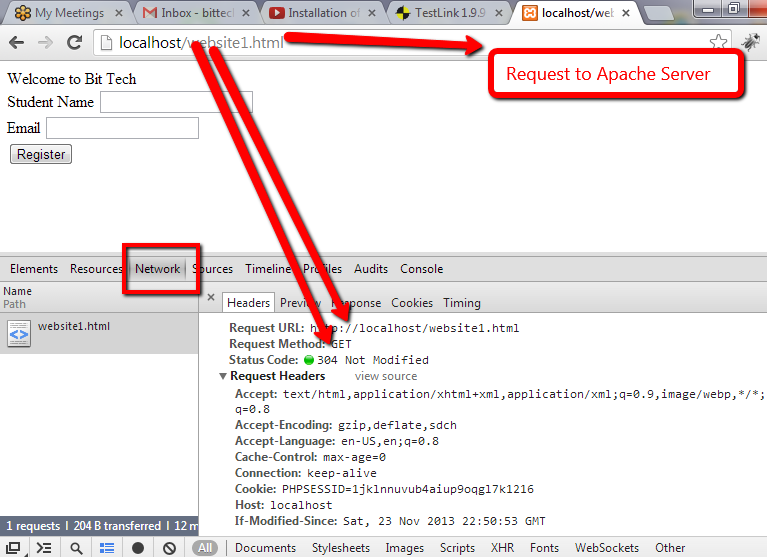 My Meetings
Inbox - bittech
Installation of
TestLink 1.9.9
localhost/web
localhost/website1.html
Request to Apache Server
Welcome to Bit Tech
Student Name
Email
Register
Elements Resources Network Sources Timeline Profiles Audits Console
Name
Path
Headers Preview Response Cookies Timing
website1.html
Request URL: http://localhost/website1.html
Request Method: GET
Status Code: 304 Not Modified
Request Headers view source
Accept: text/html,application/xhtml+xml,application/xml;q=0.9,image/webp,*/*;
q=0.8
Accept-Encoding: gzip,deflate,sdch
Accept-Language: en-US,en;q=0.8
Cache-Control: max-age=0
Connection: keep-alive
Cookie: PHPSESSID=1jklnnuvub4aiup9oqgl7k1216
Host: localhost
If-Modified-Since: Sat, 23 Nov 2013 22:50:53 GMT
1 requests | 204 B transferred | 12 m
All Documents Stylesheets Images Scripts XHR Fonts WebSockets Other